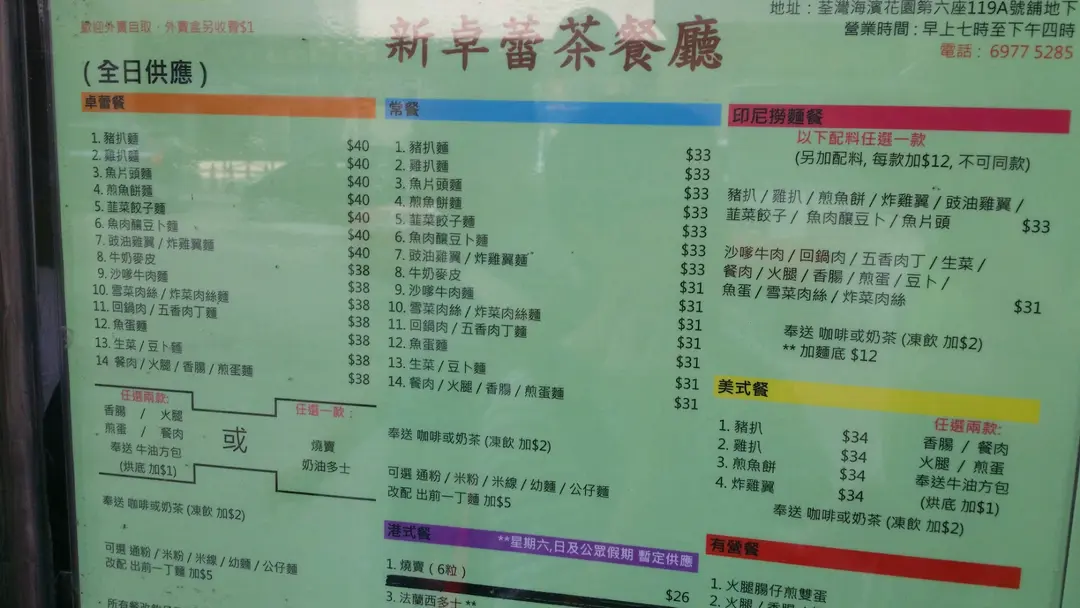 歡迎外賣自取，外賣盒另收費$1
新卓蕾茶餐廳
地址：荃灣海濱花園第六座119A號舖地下
營業時間：早上七時至下午四時
電話：6977 5285
(全日供應)
卓蕾餐
1. 豬扒麵 $40
2. 雞扒麵 $40
3. 魚片頭麵 $40
4. 煎魚餅麵 $40
5. 韮菜餃子麵 $40
6. 魚肉釀豆卜麵 $40
7. 豉油雞翼 / 炸雞翼麵 $40
8. 牛奶麥皮 $38
9. 沙嗲牛肉麵 $38
10. 雪菜肉絲 / 炸菜肉絲麵 $38
11. 回鍋肉 / 五香肉丁麵 $38
12. 魚蛋麵 $38
13. 生菜 / 豆卜麵 $38
14 餐肉 / 火腿 / 香腸 / 煎蛋麵 $38
任選兩款:
香腸 / 火腿
煎蛋 / 餐肉
奉送 牛油方包
(烘底 加$1)
或
任選一款：
燒賣
奶油多士
奉送 咖啡或奶茶 (凍飲 加$2)
可選 通粉 / 米粉 / 米線 / 幼麵 / 公仔麵
改配 出前一丁麵 加$5
常餐
1. 豬扒麵 $33
2. 雞扒麵 $33
3. 魚片頭麵 $33
4. 煎魚餅麵 $33
5. 韮菜餃子麵 $33
6. 魚肉釀豆卜麵 $33
7. 豉油雞翼 / 炸雞翼麵 $33
8. 牛奶麥皮 $31
9. 沙嗲牛肉麵 $31
10. 雪菜肉絲 / 炸菜肉絲麵 $31
11. 回鍋肉 / 五香肉丁麵 $31
12. 魚蛋麵 $31
13. 生菜 / 豆卜麵 $31
14. 餐肉 / 火腿 / 香腸 / 煎蛋麵 $31
奉送 咖啡或奶茶 (凍飲 加$2)
可選 通粉 / 米粉 / 米線 / 幼麵 / 公仔麵
改配 出前一丁麵 加$5
港式餐 **星期六,日及公眾假期 暫定供應
1. 燒賣 ( 6粒 )
$26
3. 法蘭西多士 **
印尼撈麵餐
以下配料任選一款
(另加配料, 每款加$12, 不可同款)
豬扒 / 雞扒 / 煎魚餅 / 炸雞翼 / 豉油雞翼 /
韮菜餃子 / 魚肉釀豆卜 / 魚片頭 $33
沙嗲牛肉 / 回鍋肉 / 五香肉丁 / 生菜 /
餐肉 / 火腿 / 香腸 / 煎蛋 / 豆卜 /
魚蛋 / 雪菜肉絲 / 炸菜肉絲 $31
奉送 咖啡或奶茶 (凍飲 加$2)
** 加麵底 $12
美式餐
1. 豬扒 $34
2. 雞扒 $34
3. 煎魚餅 $34
4. 炸雞翼 $34
任選兩款:
香腸 / 餐肉
火腿 / 煎蛋
奉送牛油方包
(烘底 加$1)
奉送 咖啡或奶茶 (凍飲 加$2)
有營餐
1. 火腿腸仔煎雙蛋